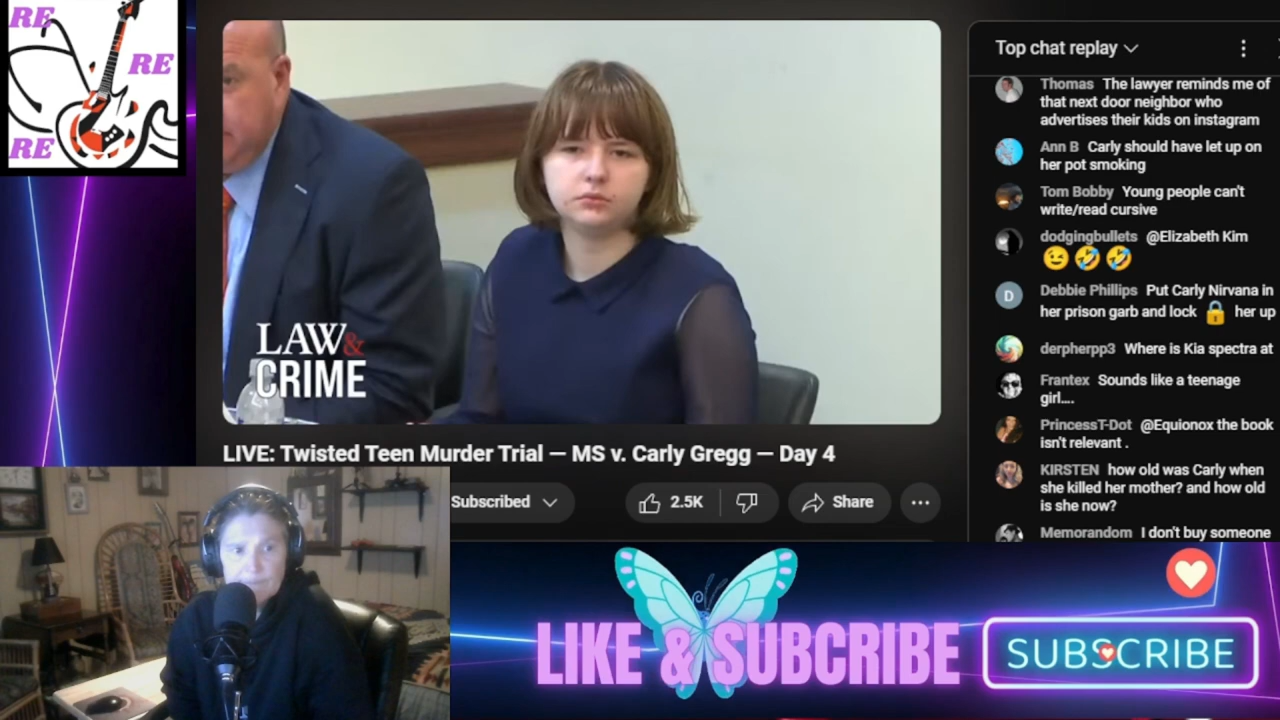 RE
RE
RE
LAW&
CRIME
LIVE: Twisted Teen Murder Trial — MS v. Carly Gregg — Day 4
Subscribed
2.5K
Share
Top chat replay
Thomas The lawyer reminds me of
that next door neighbor who
advertises their kids on instagram
Ann B Carly should have let up on
her pot smoking
Tom Bobby Young people can't
write/read cursive
dodgingbullets @Elizabeth Kim
😉🤣🤣
D
Debbie Phillips Put Carly Nirvana in
her prison garb and lock 🔒 her up
derpherpp3 Where is Kia spectra at
Frantex Sounds like a teenage
girl....
PrincessT-Dot @Equionox the book
isn't relevant .
KIRSTEN how old was Carly when
she killed her mother? and how old
is she now?
Memorandom I don't buy someone
LIKE & SUBCRIBE
SUBSCRIBE